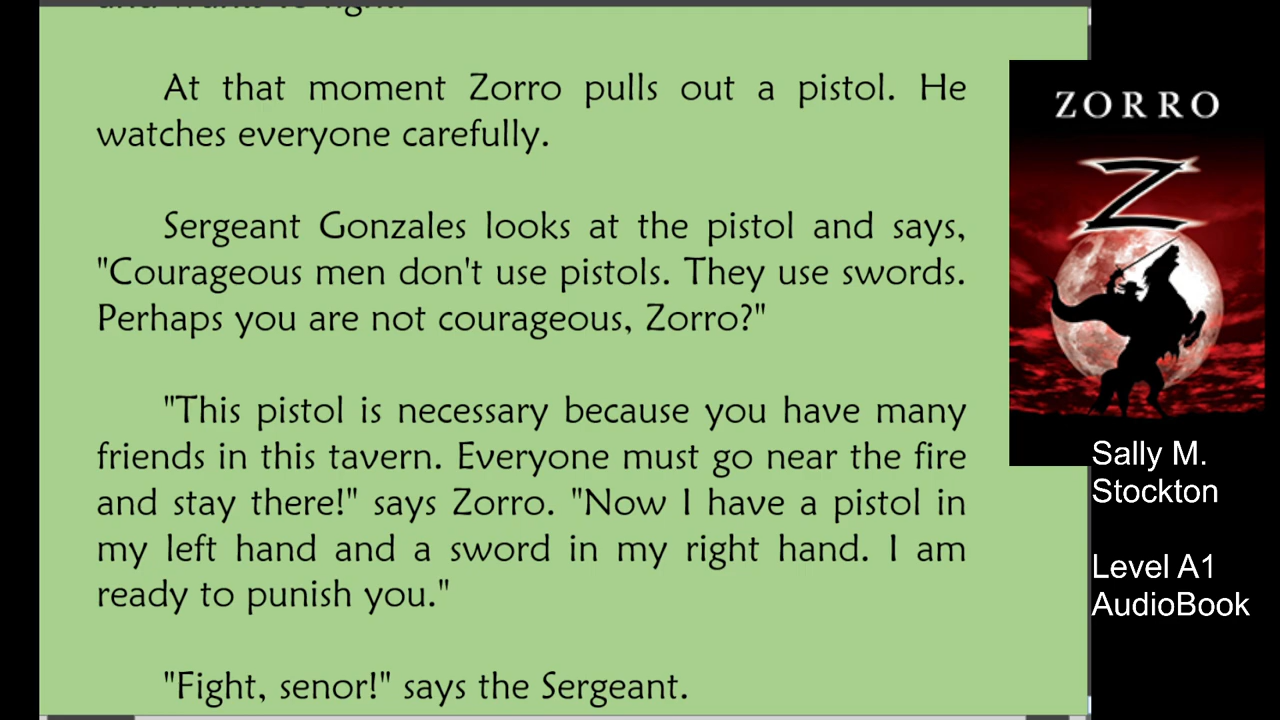 At that moment Zorro pulls out a pistol. He
watches everyone carefully.
Sergeant Gonzales looks at the pistol and says,
"Courageous men don't use pistols. They use swords.
Perhaps you are not courageous, Zorro?"
"This pistol is necessary because you have many
friends in this tavern. Everyone must go near the fire
and stay there!" says Zorro. "Now I have a pistol in
my left hand and a sword in my right hand. I am
ready to punish you."
"Fight, senor!" says the Sergeant.
ZORRO
Z
Sally M.
Stockton
Level A1
AudioBook